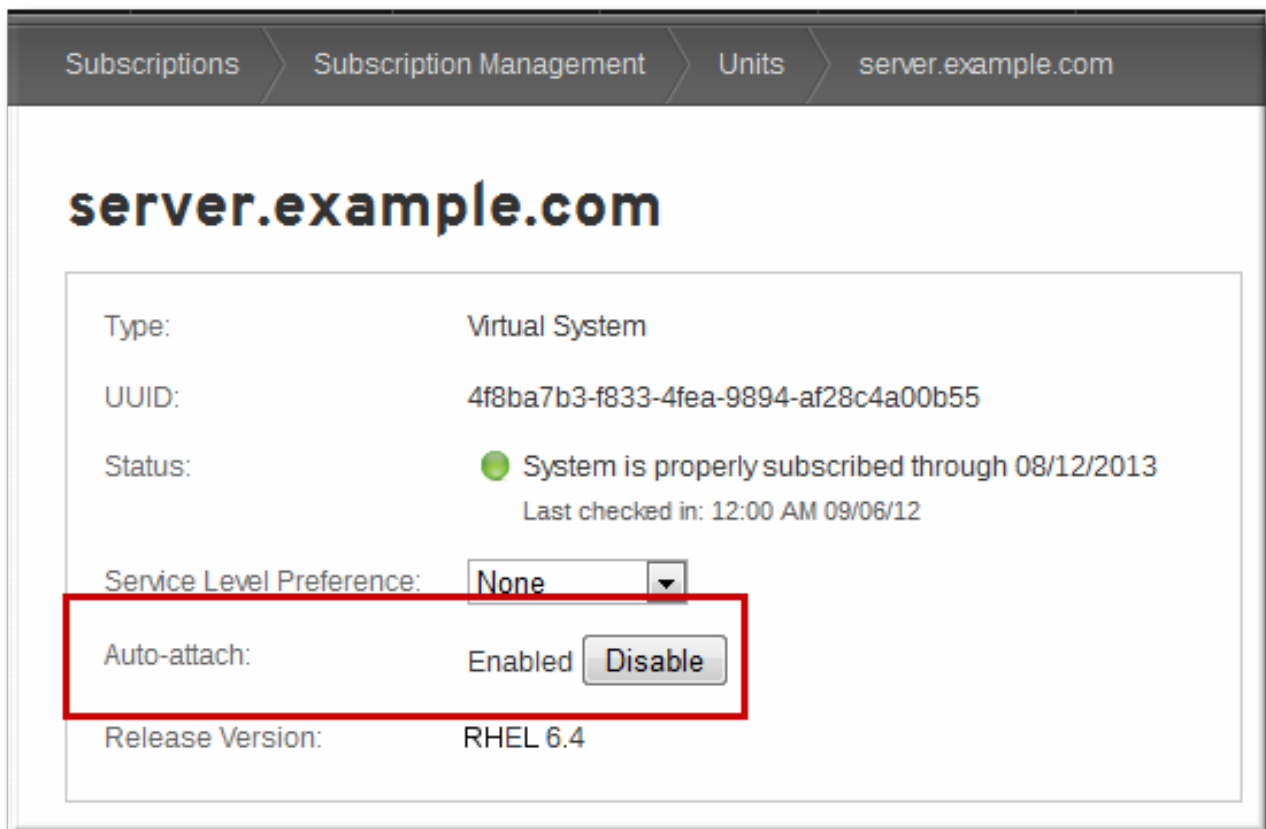 Subscriptions Subscription Management Units server.example.com
server.example.com
Type: Virtual System
UUID: 4f8ba7b3-f833-4fea-9894-af28c4a00b55
Status: System is properly subscribed through 08/12/2013
Last checked in: 12:00 AM 09/06/12
Service Level Preference: None
Auto-attach: Enabled Disable
Release Version: RHEL 6.4